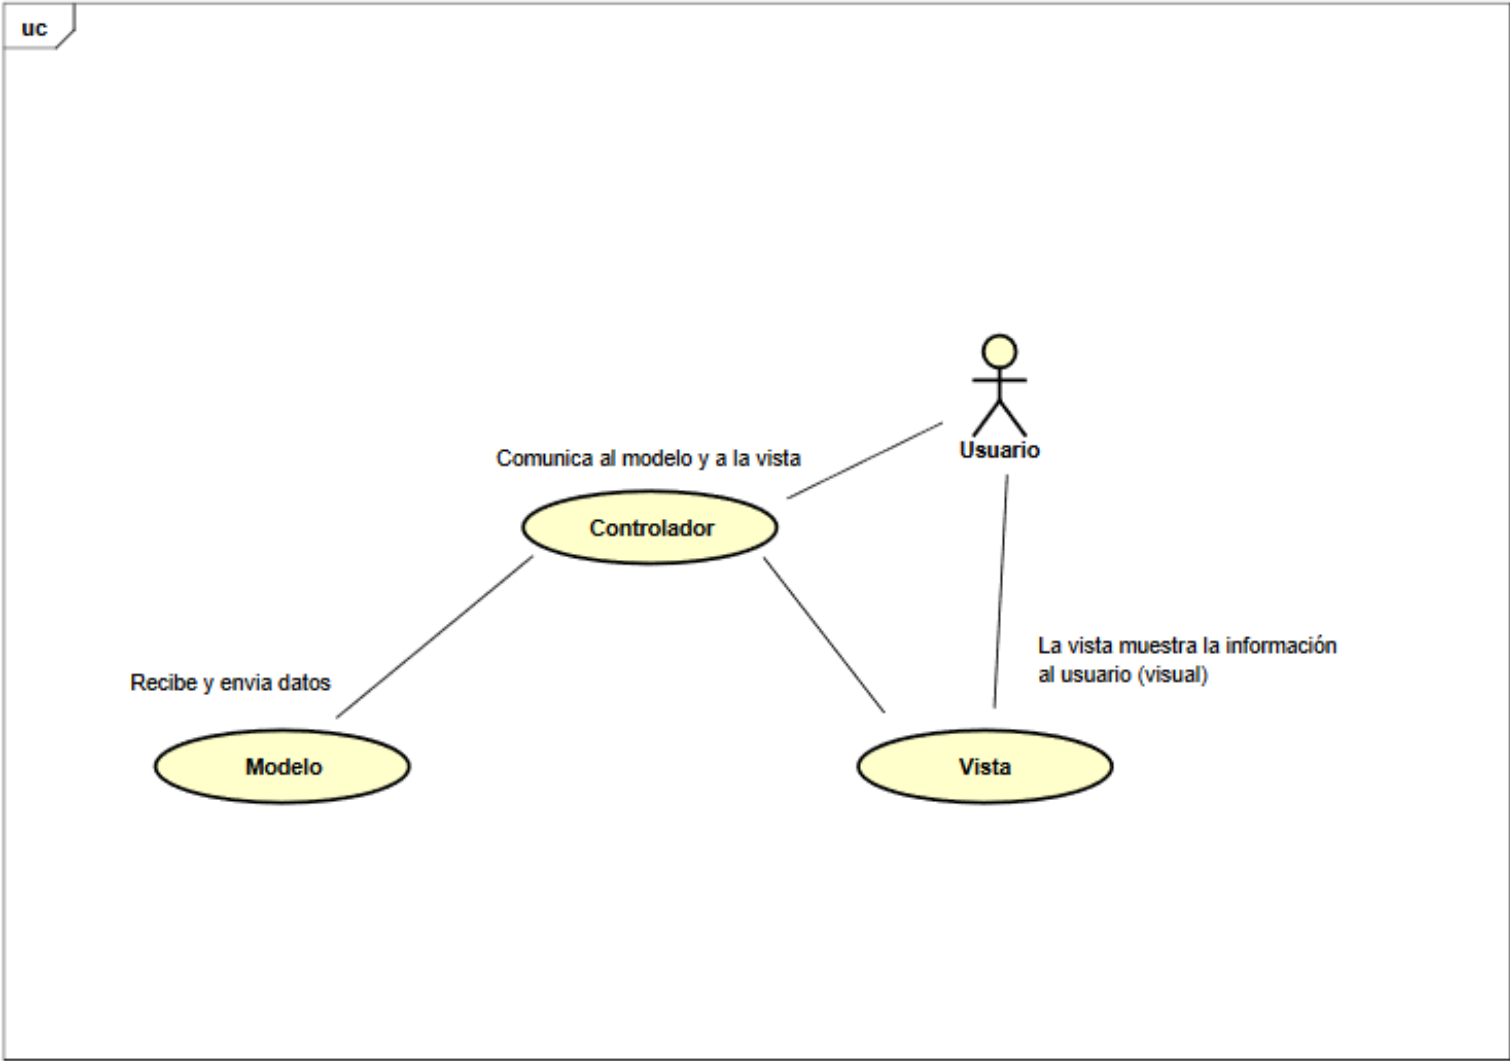 uc
Usuario
Comunica al modelo y a la vista
Controlador
La vista muestra la información
al usuario (visual)
Recibe y envia datos
Modelo
Vista